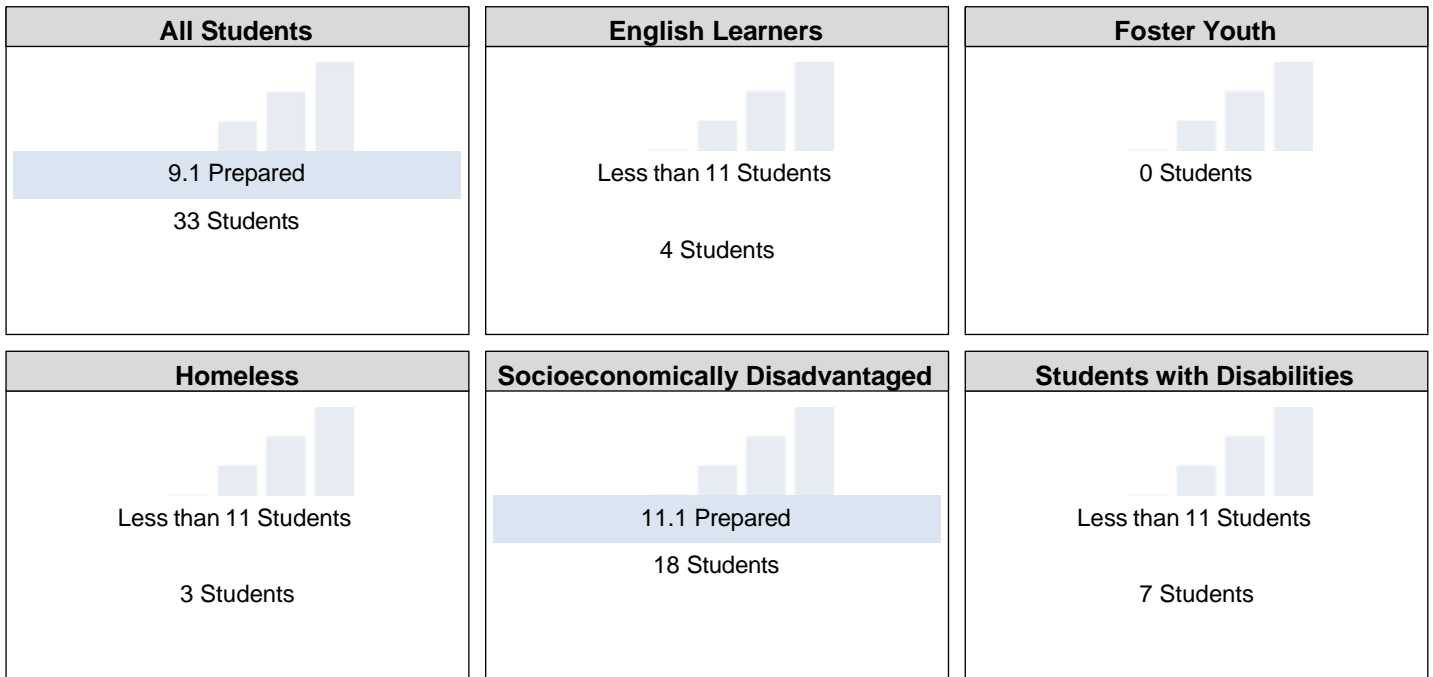 All Students
9.1 Prepared
33 Students
English Learners
Less than 11 Students
4 Students
Foster Youth
0 Students
Homeless
Less than 11 Students
3 Students
Socioeconomically Disadvantaged
11.1 Prepared
18 Students
Students with Disabilities
Less than 11 Students
7 Students